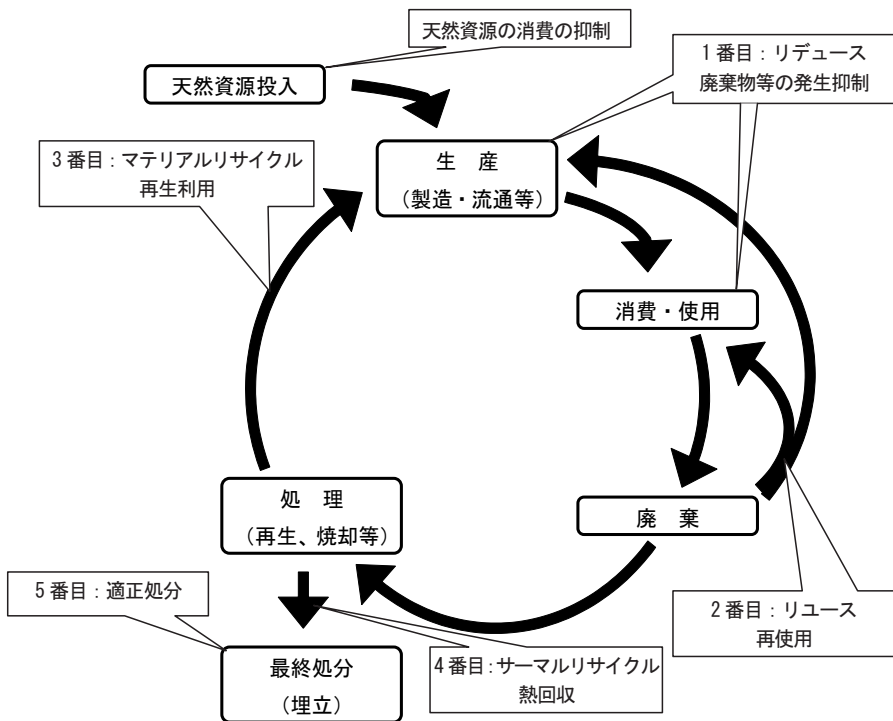 天然資源の消費の抑制
天然資源投入
1番目：リデュース
廃棄物等の発生抑制
3番目：マテリアルリサイクル
再生利用
生　産
（製造・流通等）
消費・使用
処　理
（再生、焼却等）
廃　棄
5番目：適正処分
2番目：リユース
再使用
最終処分
（埋立）
4番目：サーマルリサイクル
熱回収